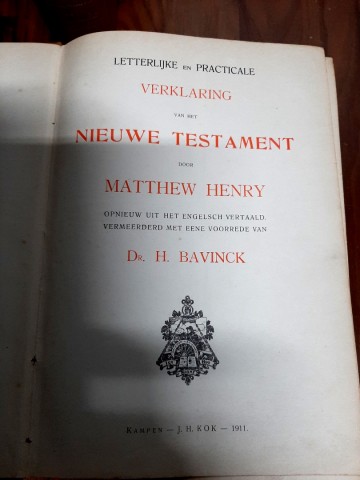 LETTERLIJKE EN PRACTICALE
VERKLARING
VAN HET
NIEUWE TESTAMENT
DOOR
MATTHEW HENRY
OPNIEUW UIT HET ENGELSCH VERTAALD.
VERMEERDERD MET EENE VOORREDE VAN
DR. H. BAVINCK
KAMPEN — J. H. KOK — 1911.